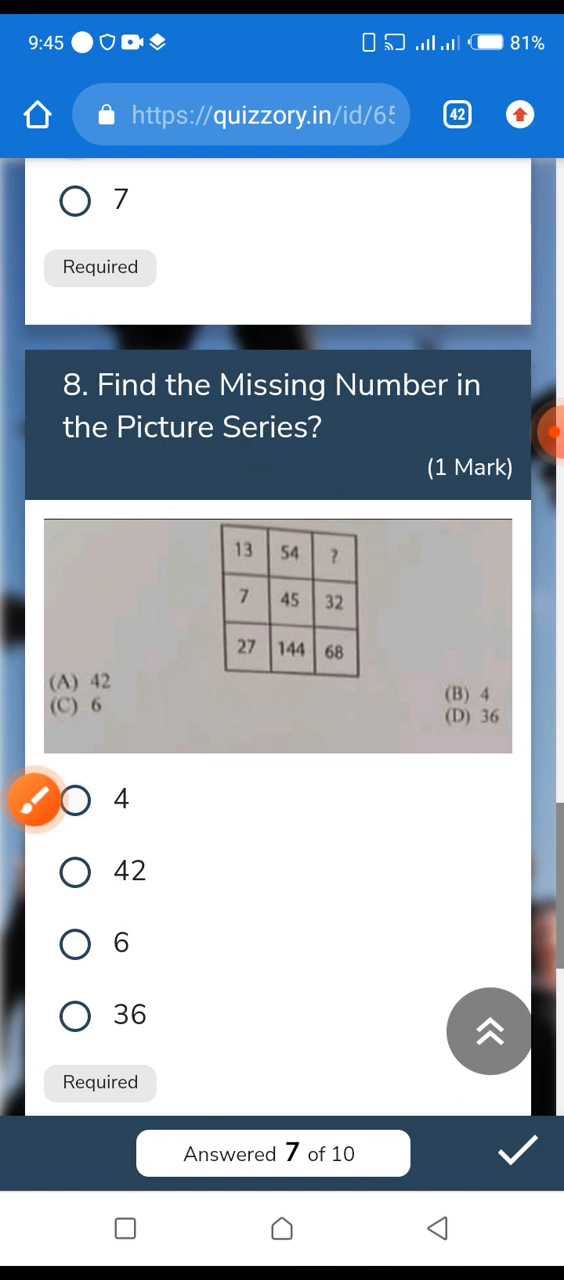 9:45 81%
https://quizzory.in/id/65 42
7
Required
8. Find the Missing Number in
the Picture Series?
(1 Mark)
13 54 ?
7 45 32
27 144 68
(A) 42 (B) 4
(C) 6 (D) 36
4
42
6
36
Required
Answered 7 of 10